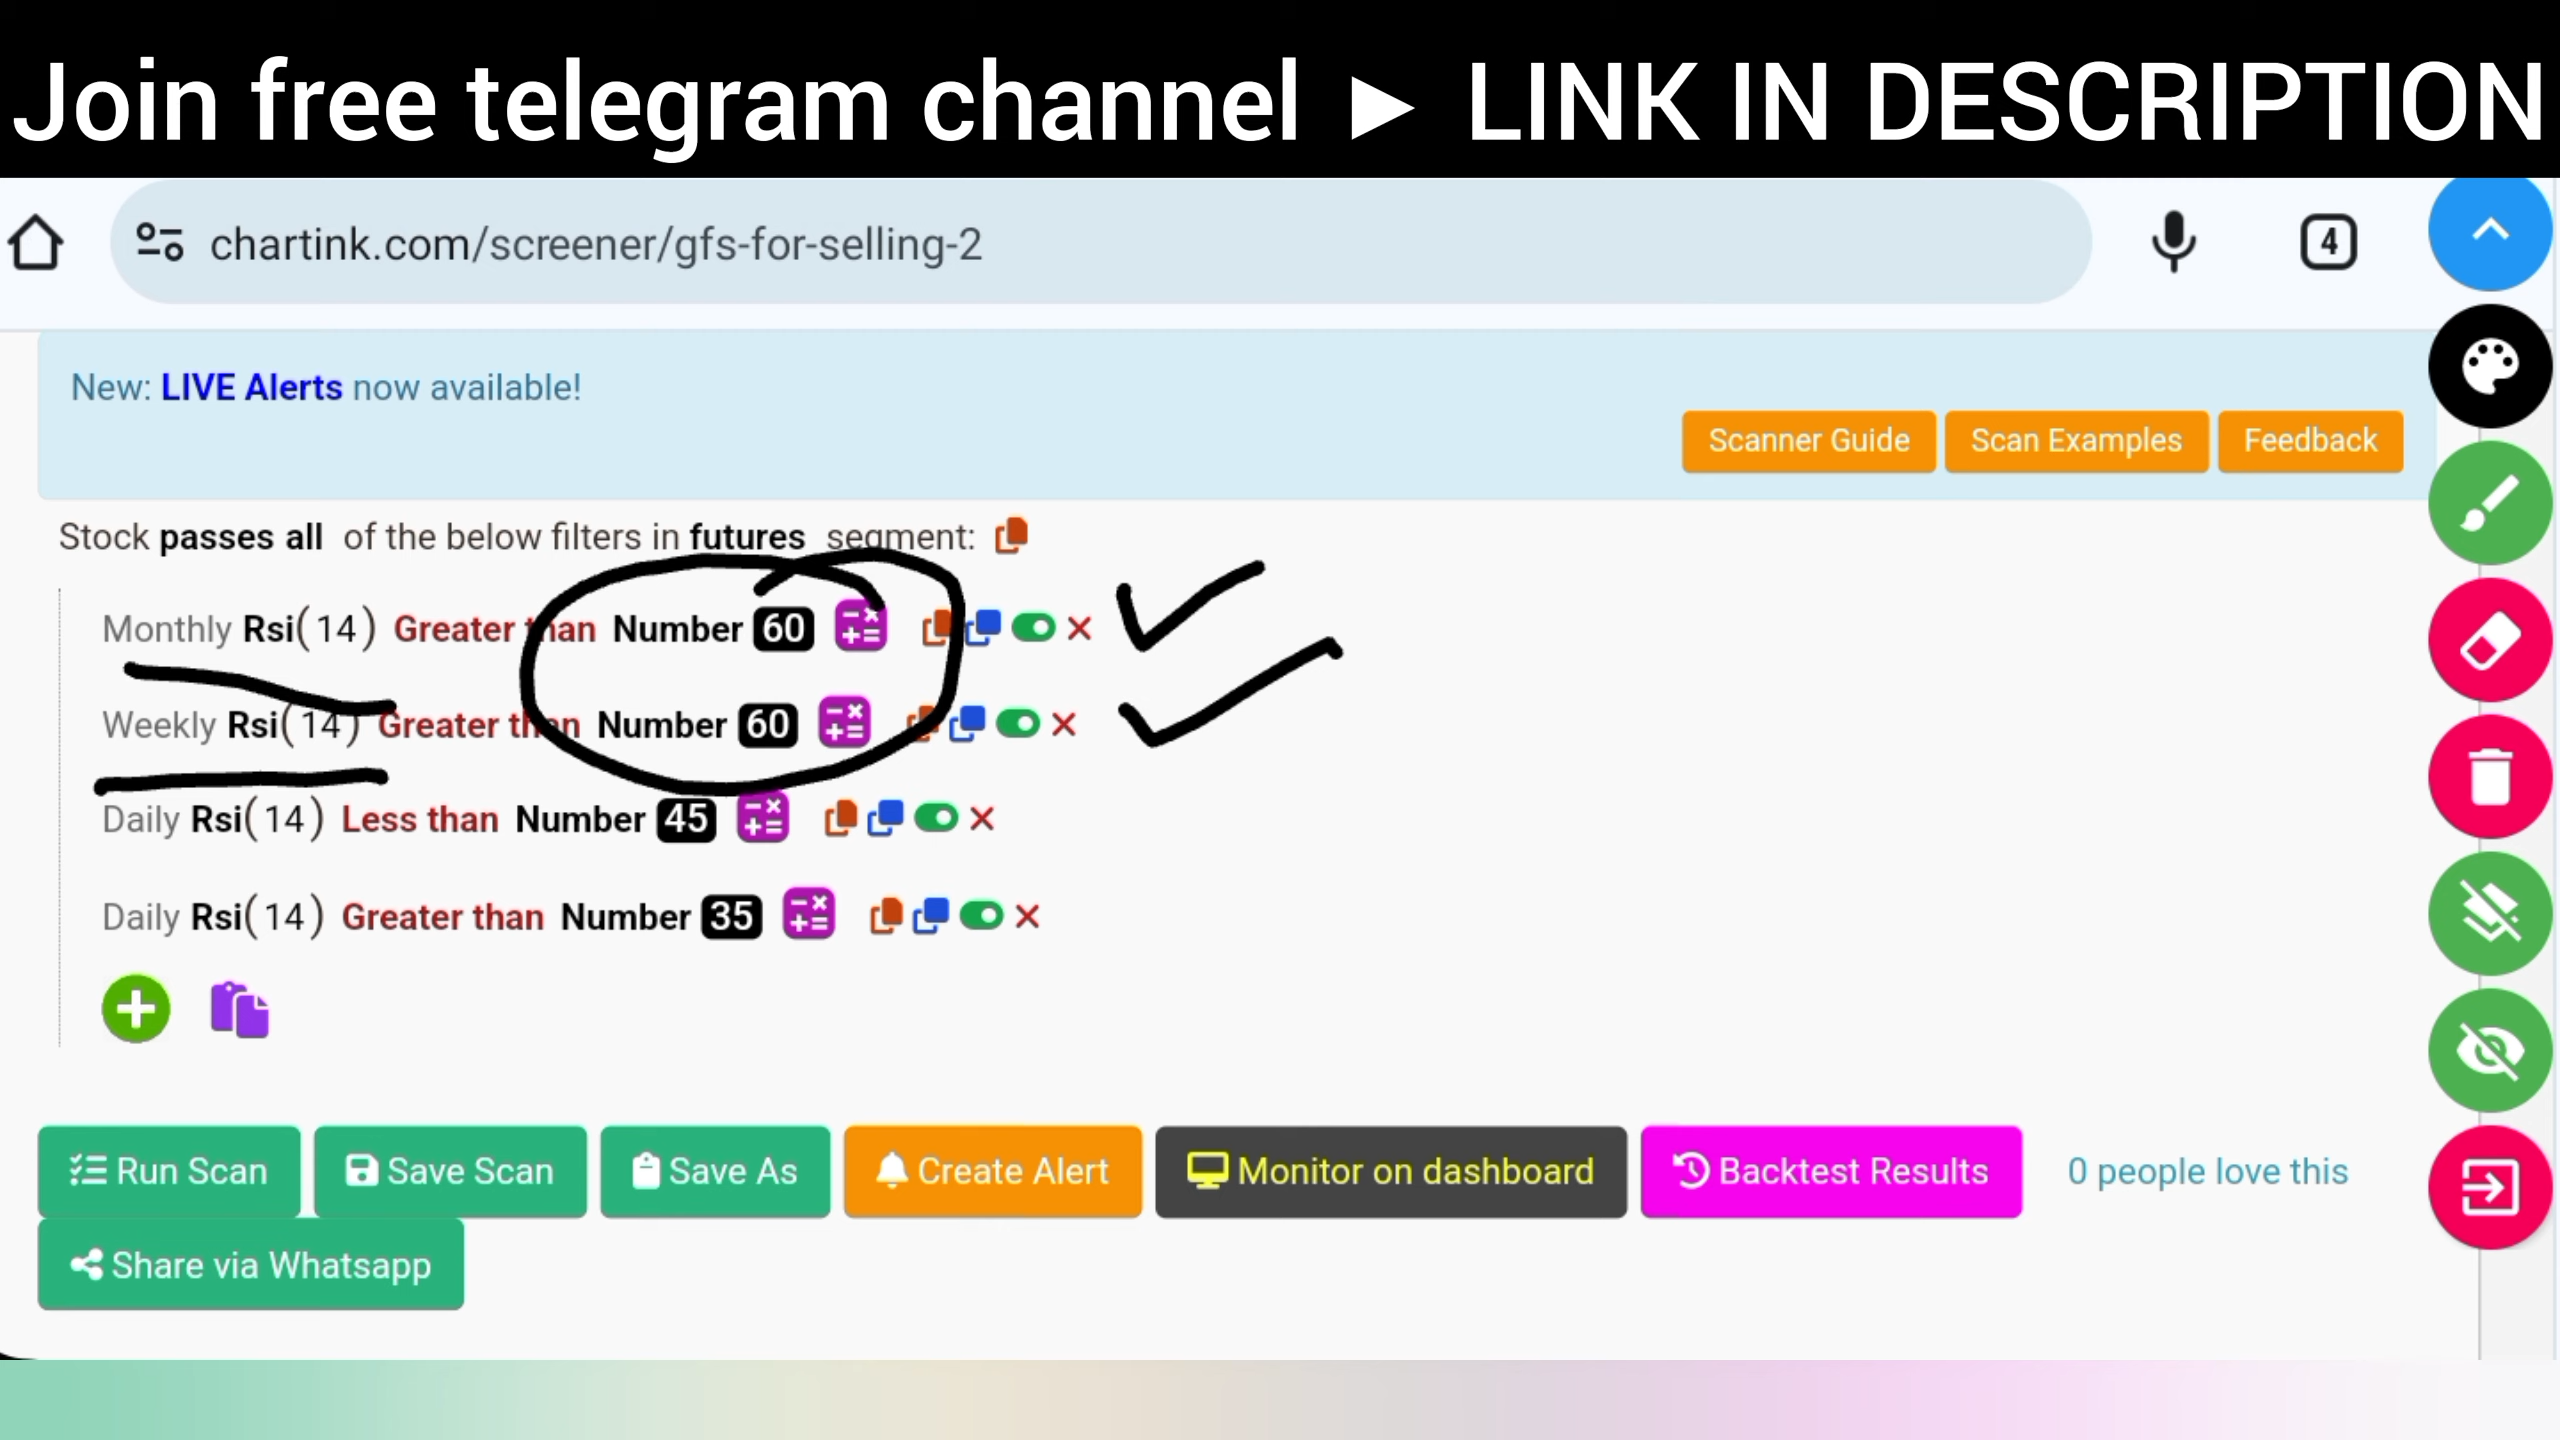 Join free telegram channel ► LINK IN DESCRIPTION
chartink.com/screener/gfs-for-selling-2
4
New: LIVE Alerts now available!
Scanner Guide Scan Examples Feedback
Stock passes all of the below filters in futures segment:
Monthly Rsi(14) Greater than Number 60
Weekly Rsi(14) Greater than Number 60
Daily Rsi(14) Less than Number 45
Daily Rsi(14) Greater than Number 35
Run Scan Save Scan Save As Create Alert Monitor on dashboard Backtest Results 0 people love this
Share via Whatsapp